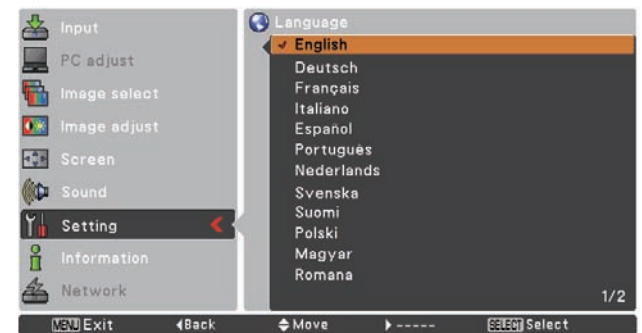 Input
PC adjust
Image select
Image adjust
Screen
Sound
Setting
Information
Network
Language
✓ English
Deutsch
Français
Italiano
Español
Português
Nederlands
Svenska
Suomi
Polski
Magyar
Romana
1/2
MENU Exit ◀Back ◆Move ▶ ----- SELECT Select